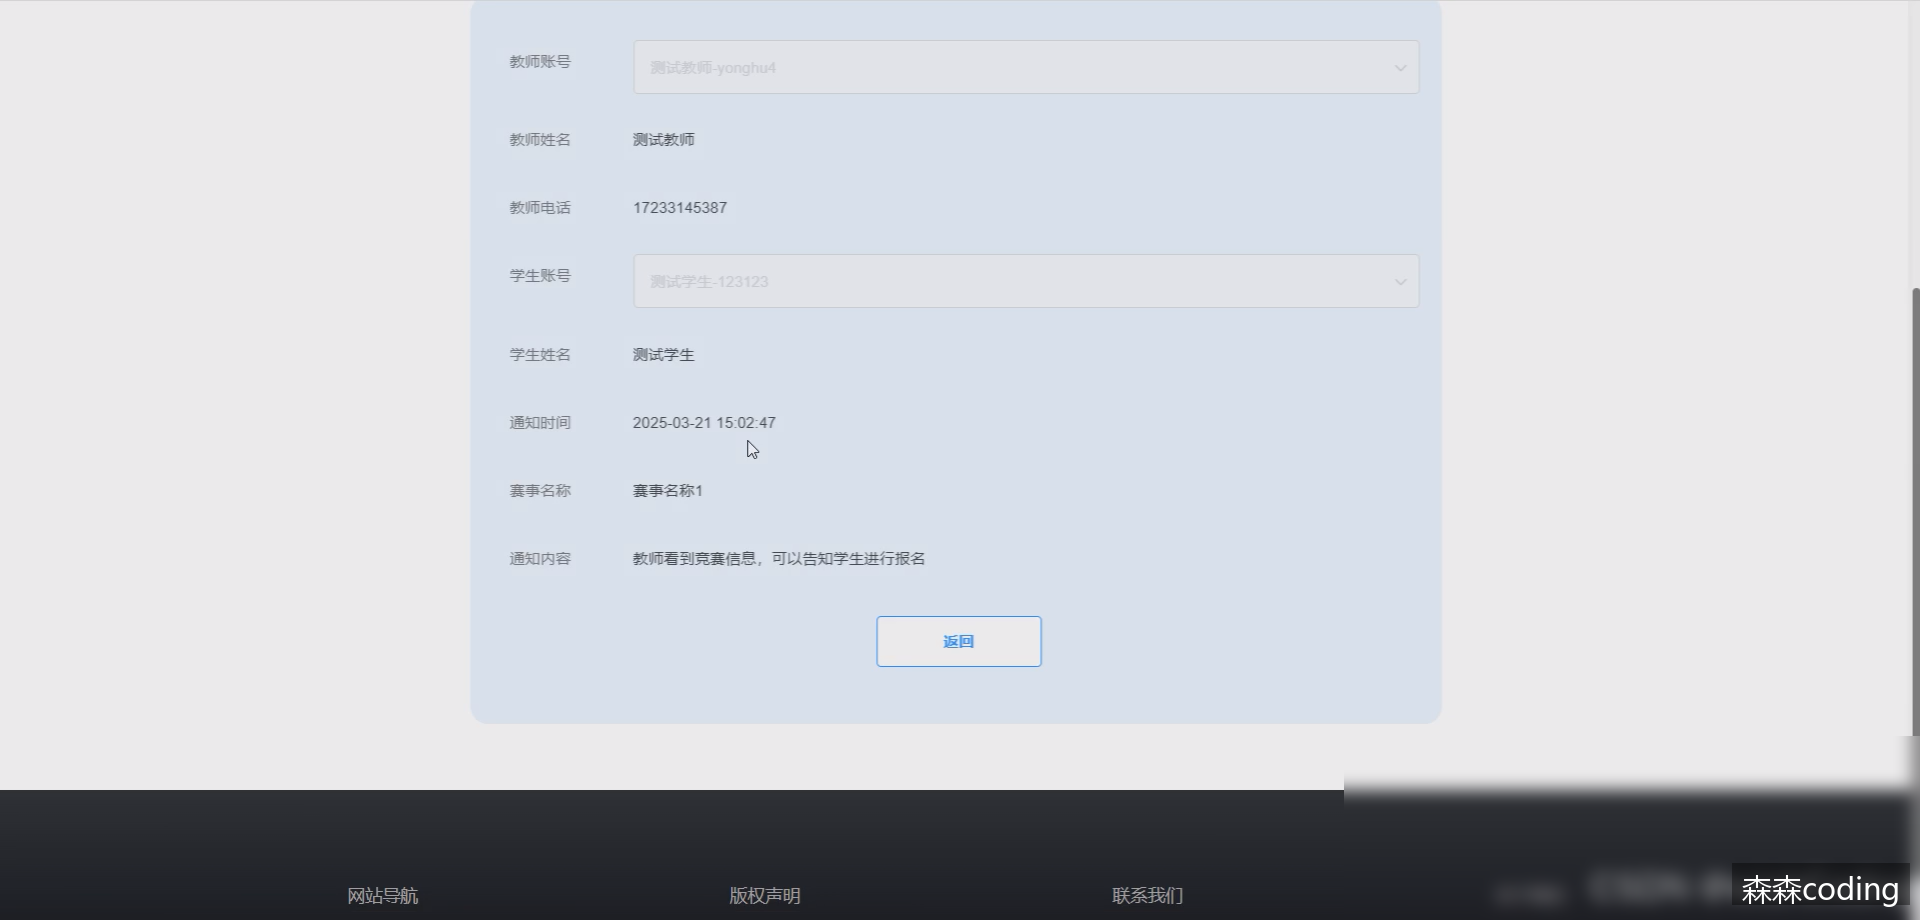 教师账号 测试教师-yonghu4
教师姓名 测试教师
教师电话 17233145387
学生账号 测试学生-123123
学生姓名 测试学生
通知时间 2025-03-21 15:02:47
赛事名称 赛事名称1
通知内容 教师看到竞赛信息，可以告知学生进行报名
返回
网站导航 版权声明 联系我们
森森coding